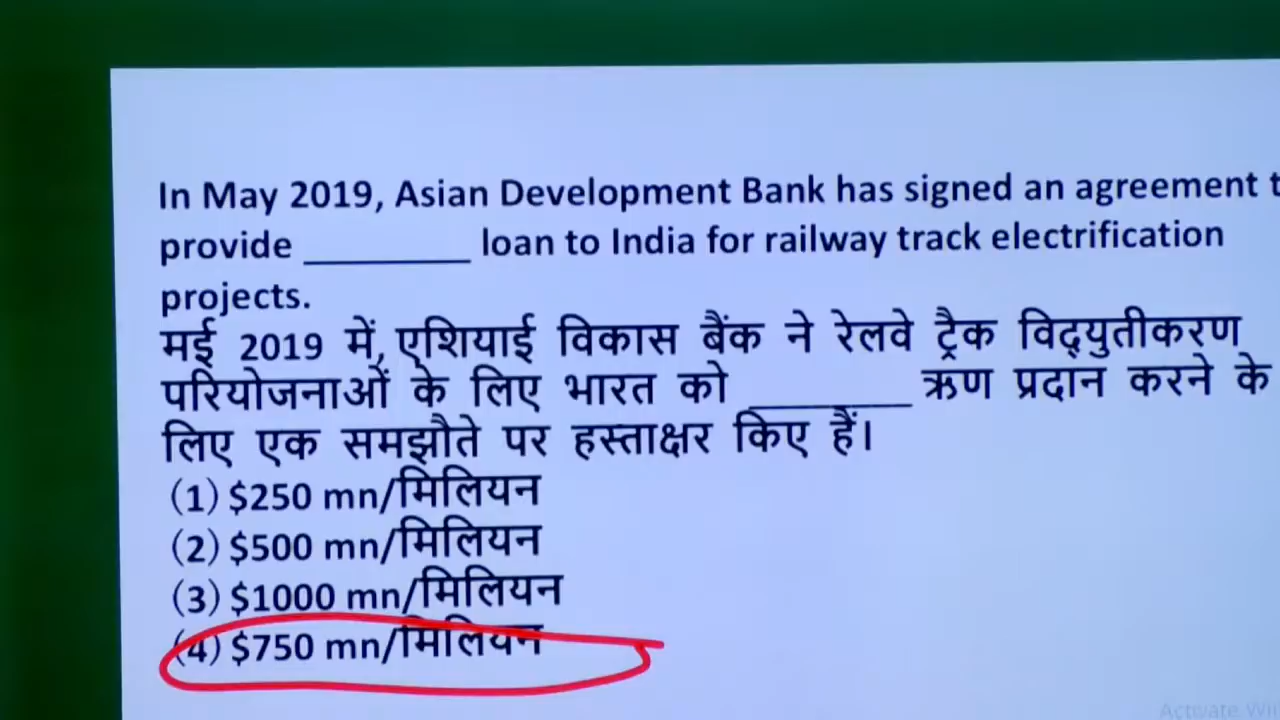 In May 2019, Asian Development Bank has signed an agreement
provide ________ loan to India for railway track electrification
projects.
मई 2019 में, एशियाई विकास बैंक ने रेलवे ट्रैक विद्युतीकरण
परियोजनाओं के लिए भारत को ________ ऋण प्रदान करने के
लिए एक समझौते पर हस्ताक्षर किए हैं।
(1) $250 mn/मिलियन
(2) $500 mn/मिलियन
(3) $1000 mn/मिलियन
(4) $750 mn/मिलियन
Activate